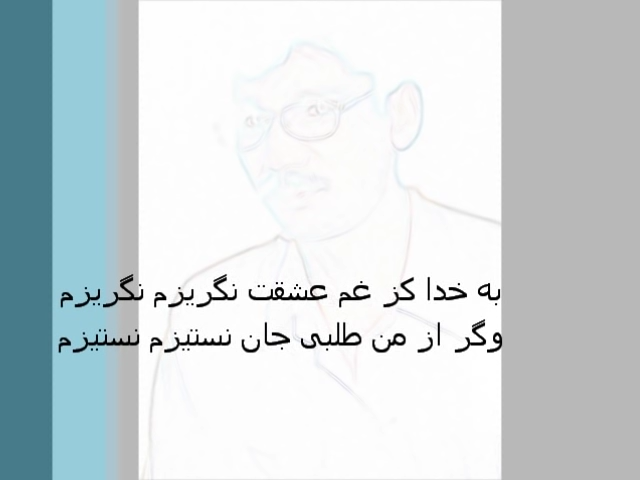 به خدا کز غم عشقت نگریزم نگریزم
وگر از من طلبی جان نستیزم نستیزم